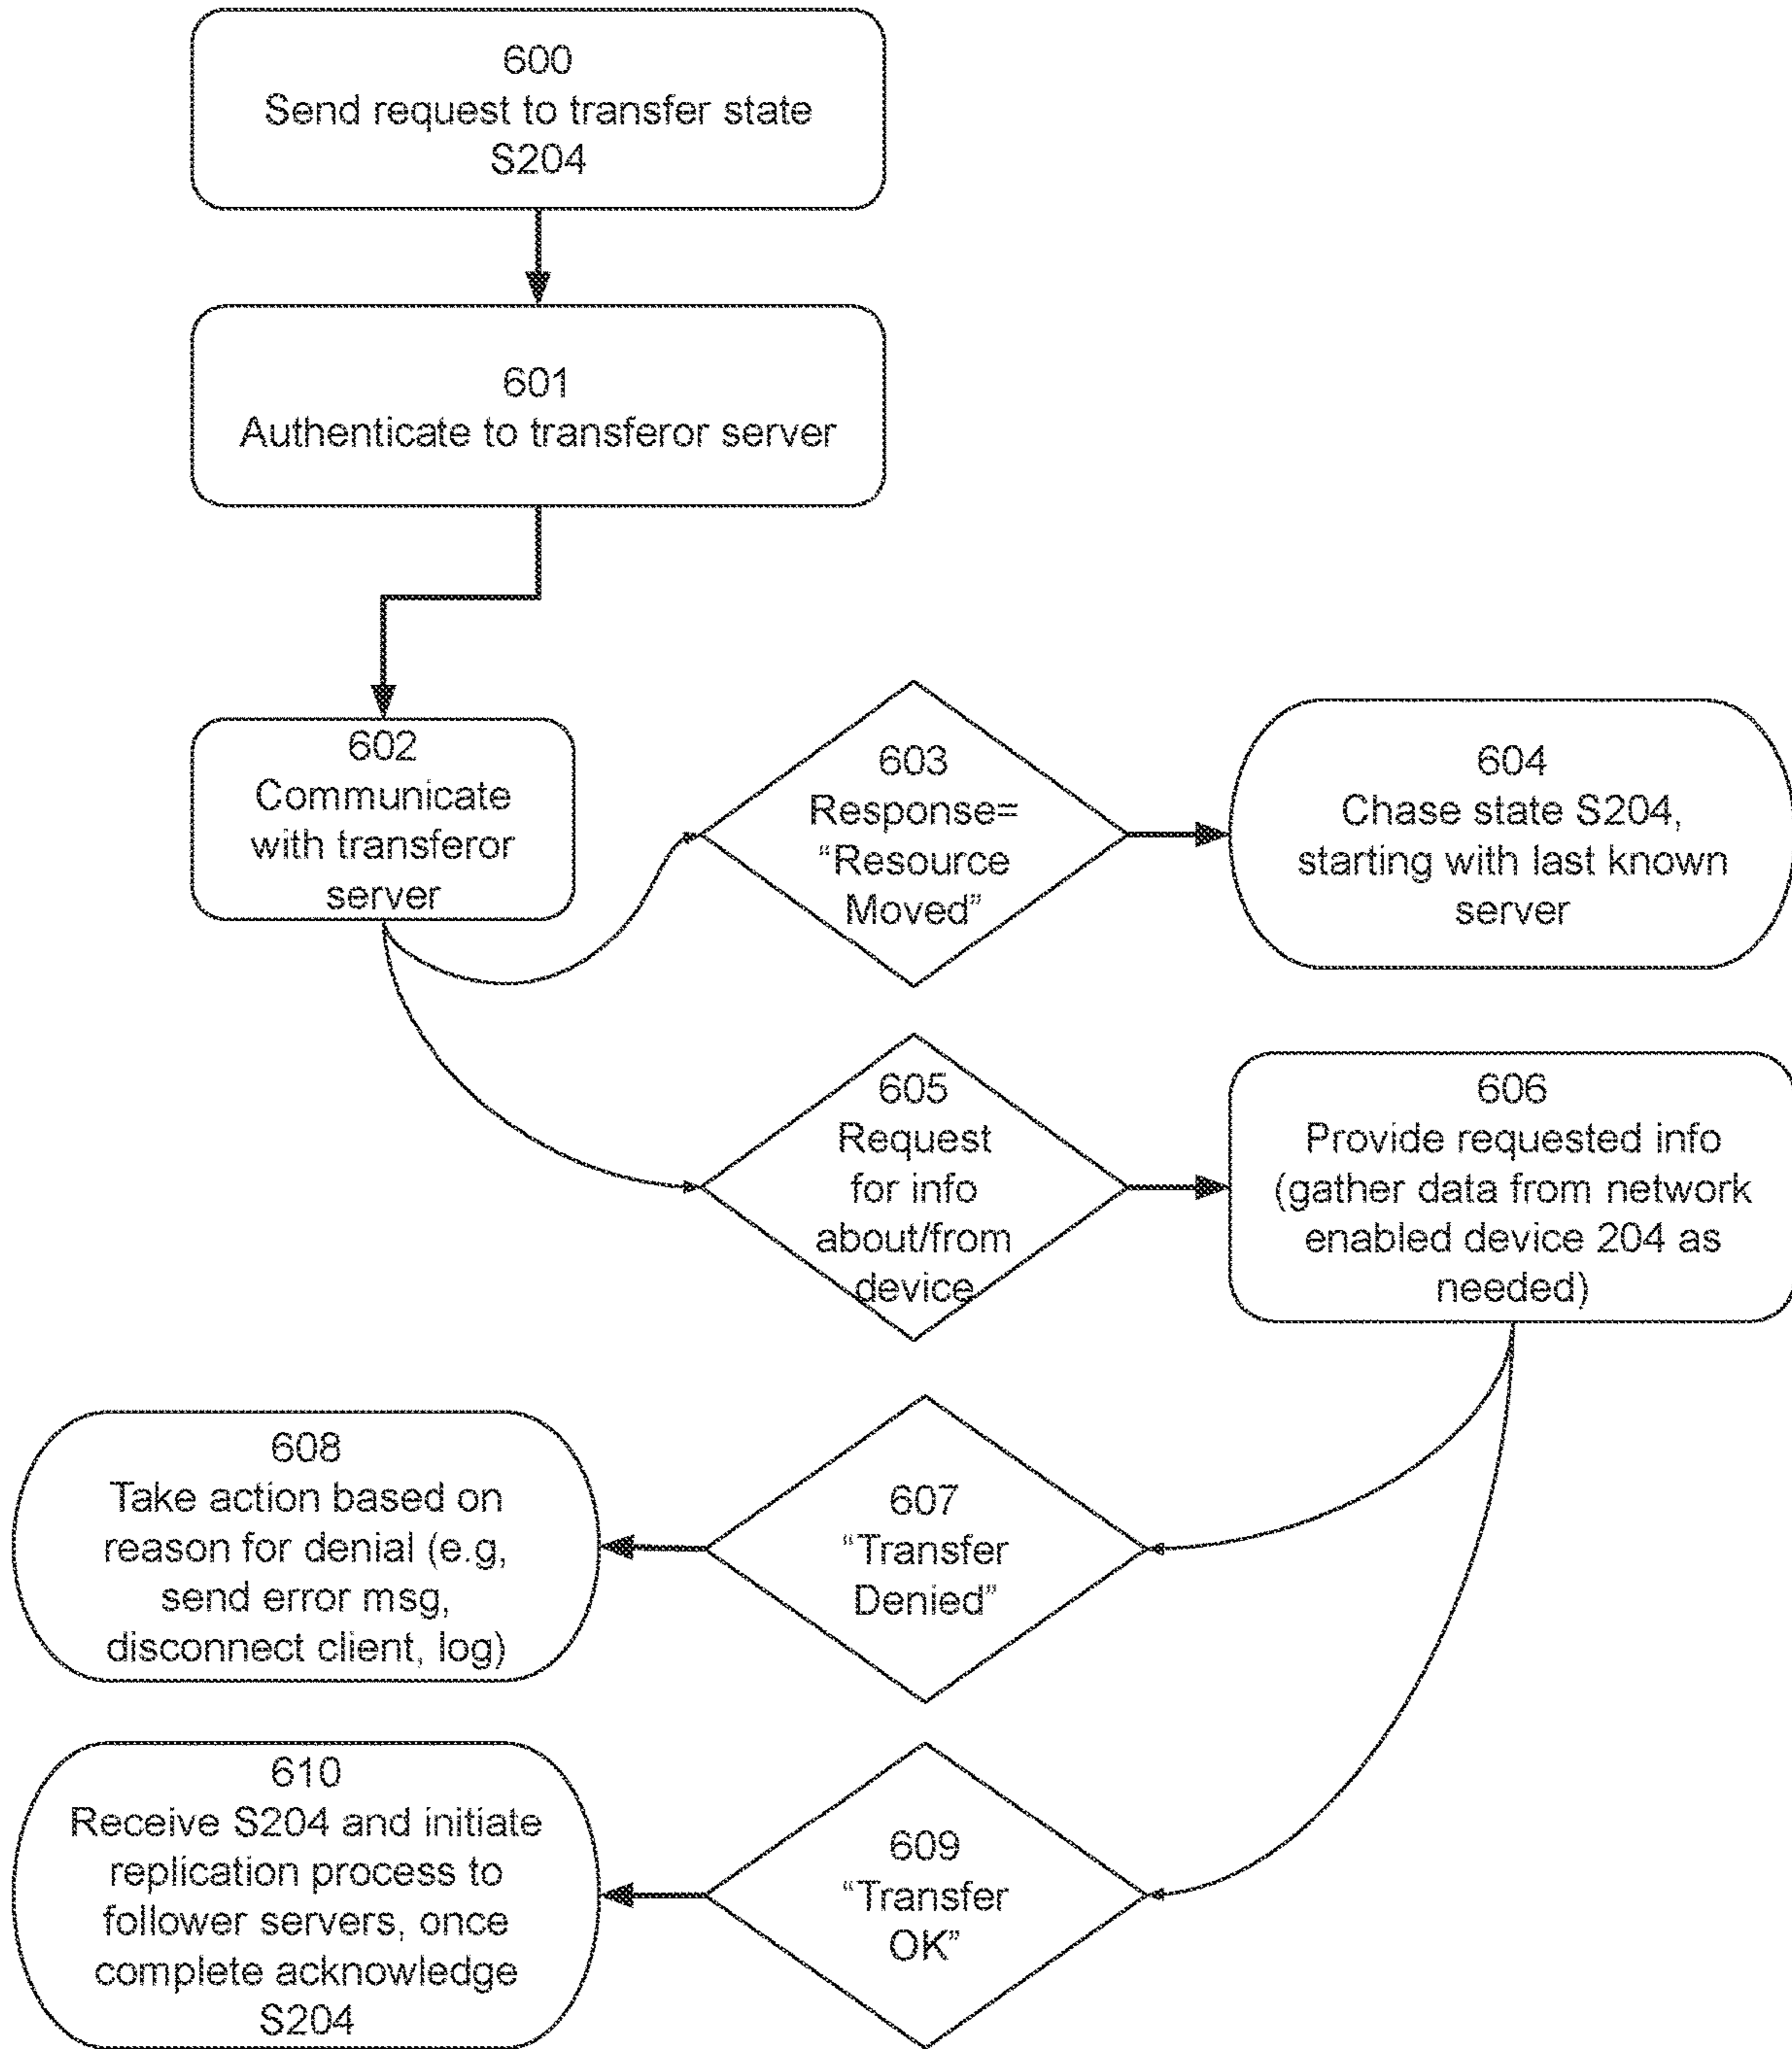 600
Send request to transfer state
S204
601
Authenticate to transferor server
602
Communicate
with transferor
server
603
Response=
“Resource
Moved”
604
Chase state S204,
starting with last known
server
605
Request
for info
about/from
device
606
Provide requested info
(gather data from network
enabled device 204 as
needed)
608
Take action based on
reason for denial (e.g,
send error msg,
disconnect client, log)
607
“Transfer
Denied”
610
Receive S204 and initiate
replication process to
follower servers, once
complete acknowledge
S204
609
“Transfer
OK”